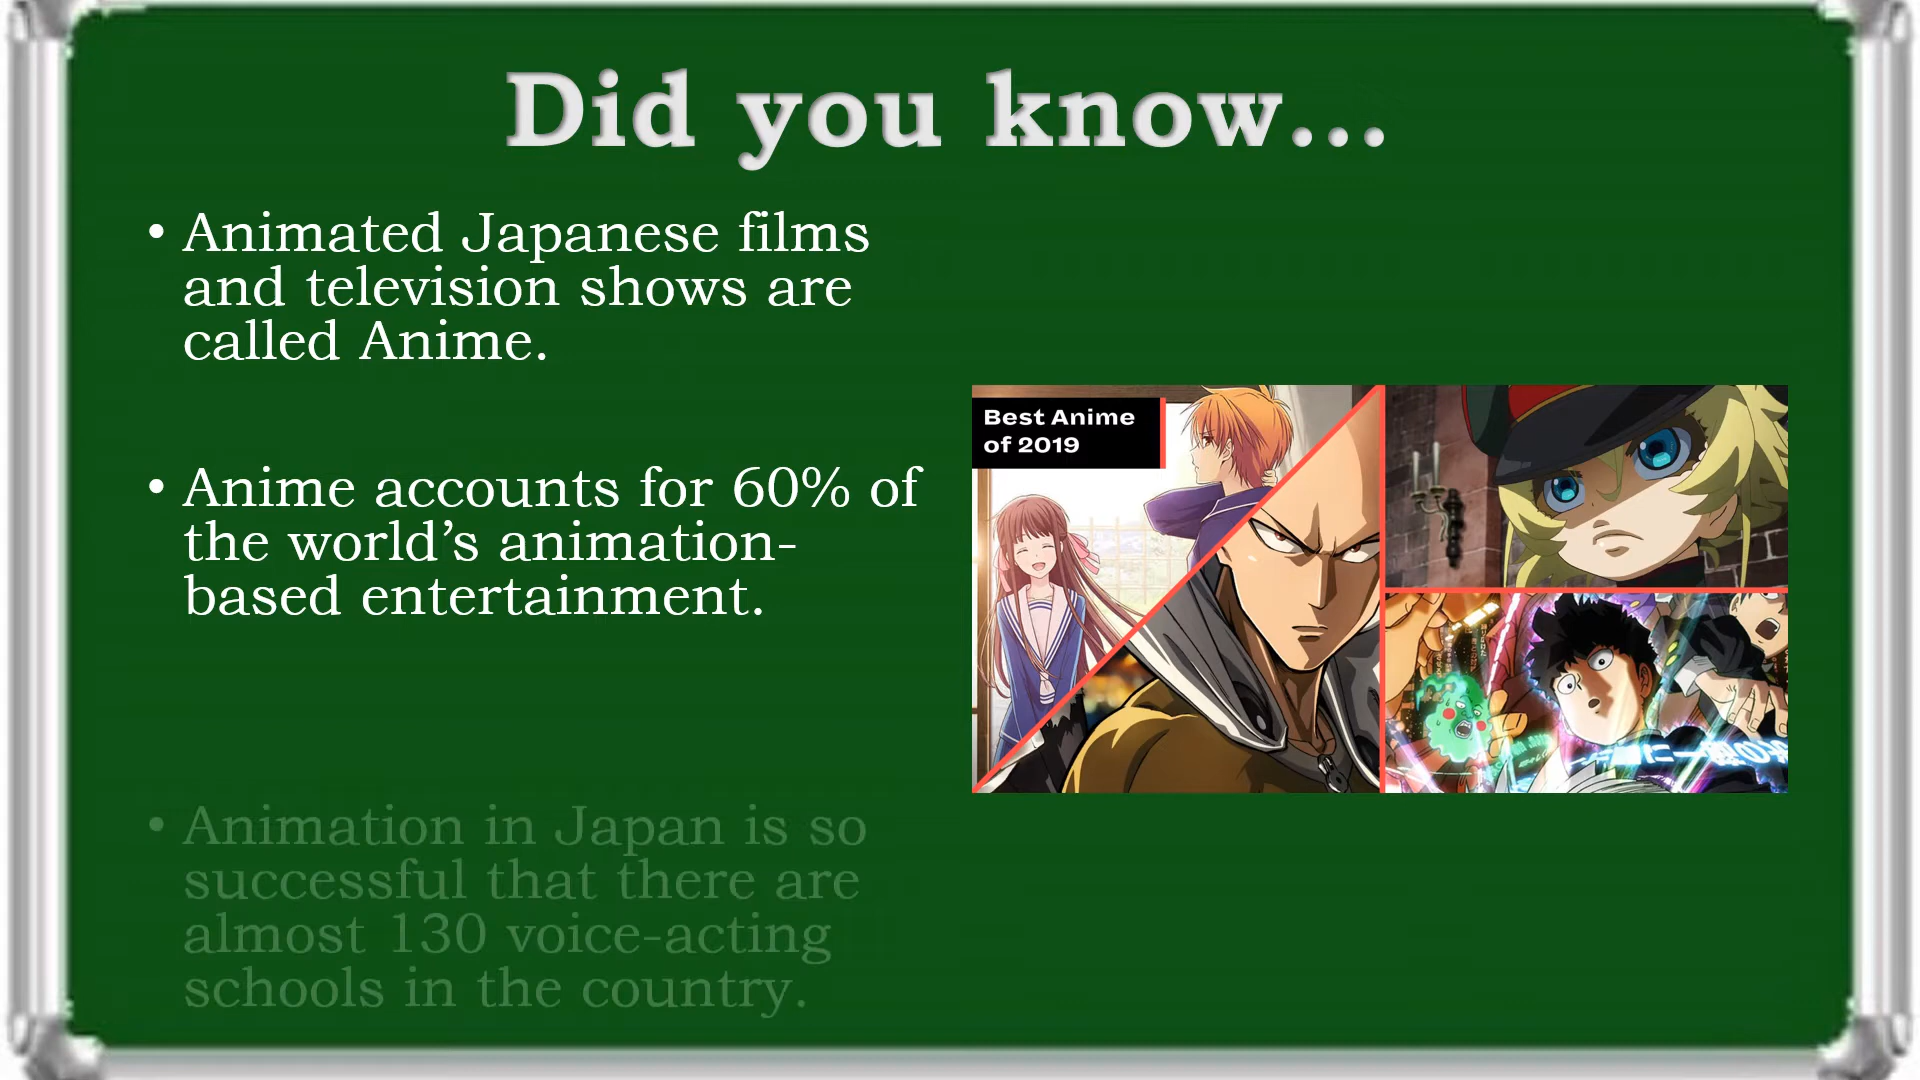 Did you know...
• Animated Japanese films
and television shows are
called Anime.
• Anime accounts for 60% of
the world’s animation-
based entertainment.
Best Anime
of 2019
• Animation in Japan is so
successful that there are
almost 130 voice-acting
schools in the country.